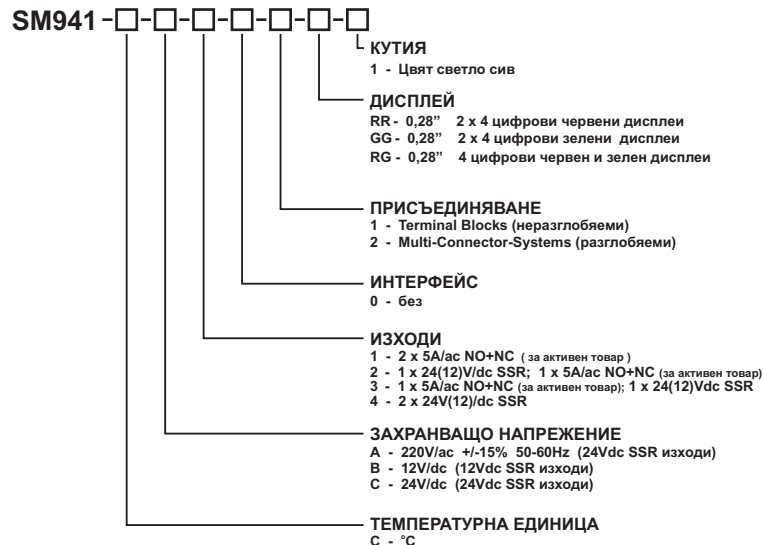 SM941 -□-□-□-□-□-□-□
КУТИЯ
1 - Цвят светло сив
ДИСПЛЕЙ
RR - 0,28” 2 x 4 цифрови червени дисплеи
GG - 0,28” 2 x 4 цифрови зелени дисплеи
RG - 0,28” 4 цифрови червен и зелен дисплеи
ПРИСЪЕДИНЯВАНЕ
1 - Terminal Blocks (неразглобяеми)
2 - Multi-Connector-Systems (разглобяеми)
ИНТЕРФЕЙС
0 - без
ИЗХОДИ
1 - 2 x 5A/ac NO+NC ( за активен товар )
2 - 1 x 24(12)V/dc SSR; 1 x 5A/ac NO+NC (за активен товар)
3 - 1 x 5A/ac NO+NC (за активен товар); 1 x 24(12)Vdc SSR
4 - 2 x 24V(12)/dc SSR
ЗАХРАНВАЩО НАПРЕЖЕНИЕ
A - 220V/ac +/-15% 50-60Hz (24Vdc SSR изходи)
B - 12V/dc (12Vdc SSR изходи)
C - 24V/dc (24Vdc SSR изходи)
ТЕМПЕРАТУРНА ЕДИНИЦА
C - °C